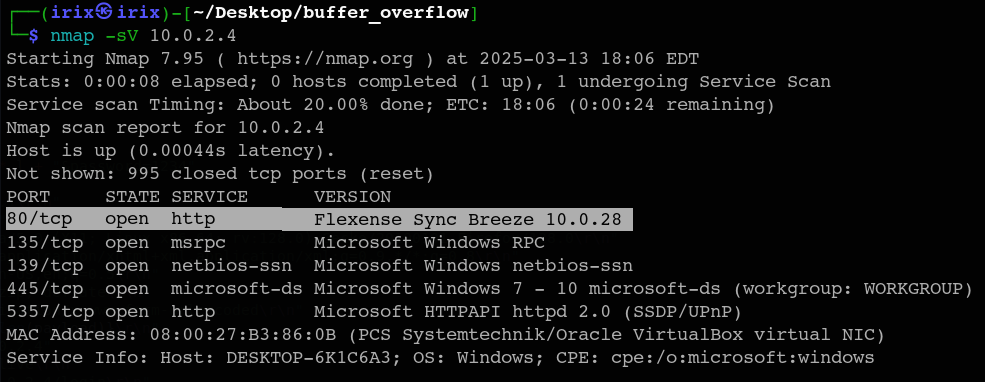 ┌──(irix㉿irix)-[~/Desktop/buffer_overflow]
└─$ nmap -sV 10.0.2.4
Starting Nmap 7.95 ( https://nmap.org ) at 2025-03-13 18:06 EDT
Stats: 0:00:08 elapsed; 0 hosts completed (1 up), 1 undergoing Service Scan
Service scan Timing: About 20.00% done; ETC: 18:06 (0:00:24 remaining)
Nmap scan report for 10.0.2.4
Host is up (0.00044s latency).
Not shown: 995 closed tcp ports (reset)
PORT     STATE SERVICE      VERSION
80/tcp   open  http         Flexense Sync Breeze 10.0.28
135/tcp  open  msrpc        Microsoft Windows RPC
139/tcp  open  netbios-ssn  Microsoft Windows netbios-ssn
445/tcp  open  microsoft-ds Microsoft Windows 7 - 10 microsoft-ds (workgroup: WORKGROUP)
5357/tcp open  http         Microsoft HTTPAPI httpd 2.0 (SSDP/UPnP)
MAC Address: 08:00:27:B3:86:0B (PCS Systemtechnik/Oracle VirtualBox virtual NIC)
Service Info: Host: DESKTOP-6K1C6A3; OS: Windows; CPE: cpe:/o:microsoft:windows